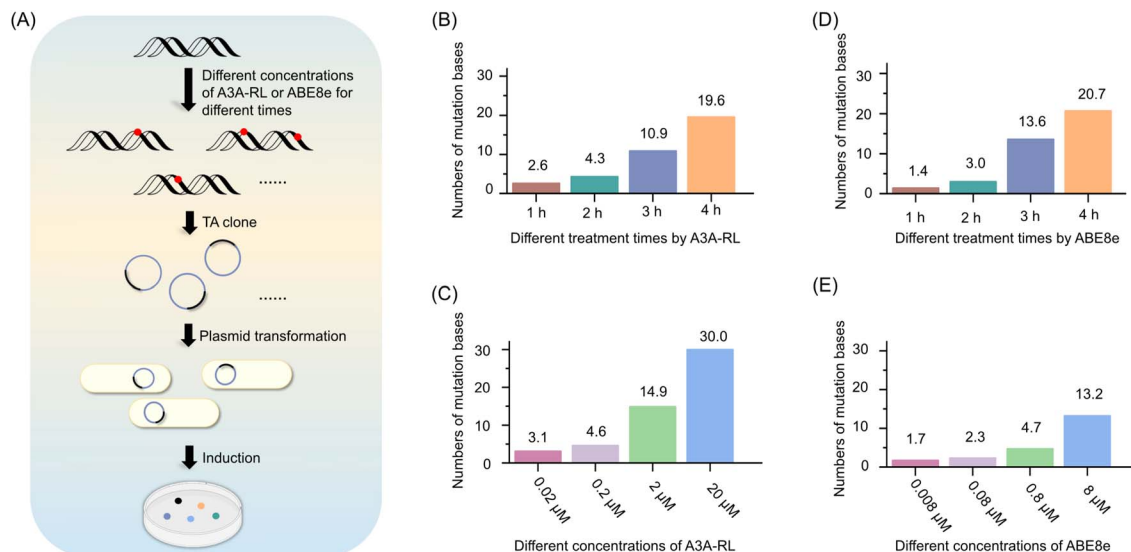 (A)
Different concentrations
of A3A-RL or ABE8e for
different times
......
TA clone
......
Plasmid transformation
Induction
(B)
Numbers of mutation bases
30
20
10
0
2.6
4.3
10.9
19.6
1 h
2 h
3 h
4 h
Different treatment times by A3A-RL
(C)
Numbers of mutation bases
30
20
10
0
3.1
4.6
14.9
30.0
0.02 μM
0.2 μM
2 μM
20 μM
Different concentrations of A3A-RL
(D)
Numbers of mutation bases
30
20
10
0
1.4
3.0
13.6
20.7
1 h
2 h
3 h
4 h
Different treatment times by ABE8e
(E)
Numbers of mutation bases
30
20
10
0
1.7
2.3
4.7
13.2
0.008 μM
0.08 μM
0.8 μM
8 μM
Different concentrations of ABE8e